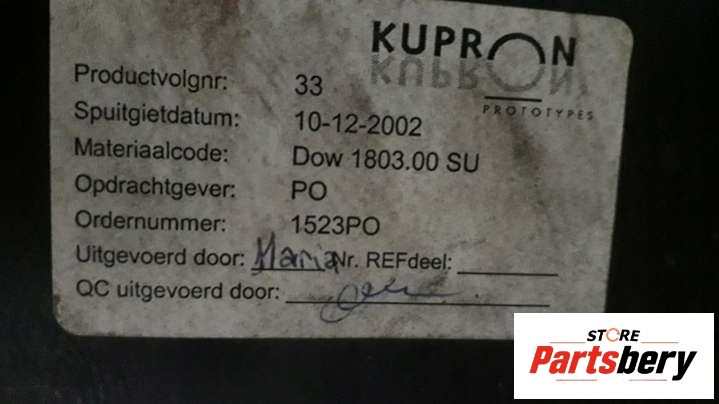 KUPRON
PROTOTYPES
Productvolgnr: 33
Spuitgietdatum: 10-12-2002
Materiaalcode: Dow 1803.00 SU
Opdrachtgever: PO
Ordernummer: 1523PO
Uitgevoerd door: Maria Nr. REFdeel:
QC uitgevoerd door:
STORE
Partsbery